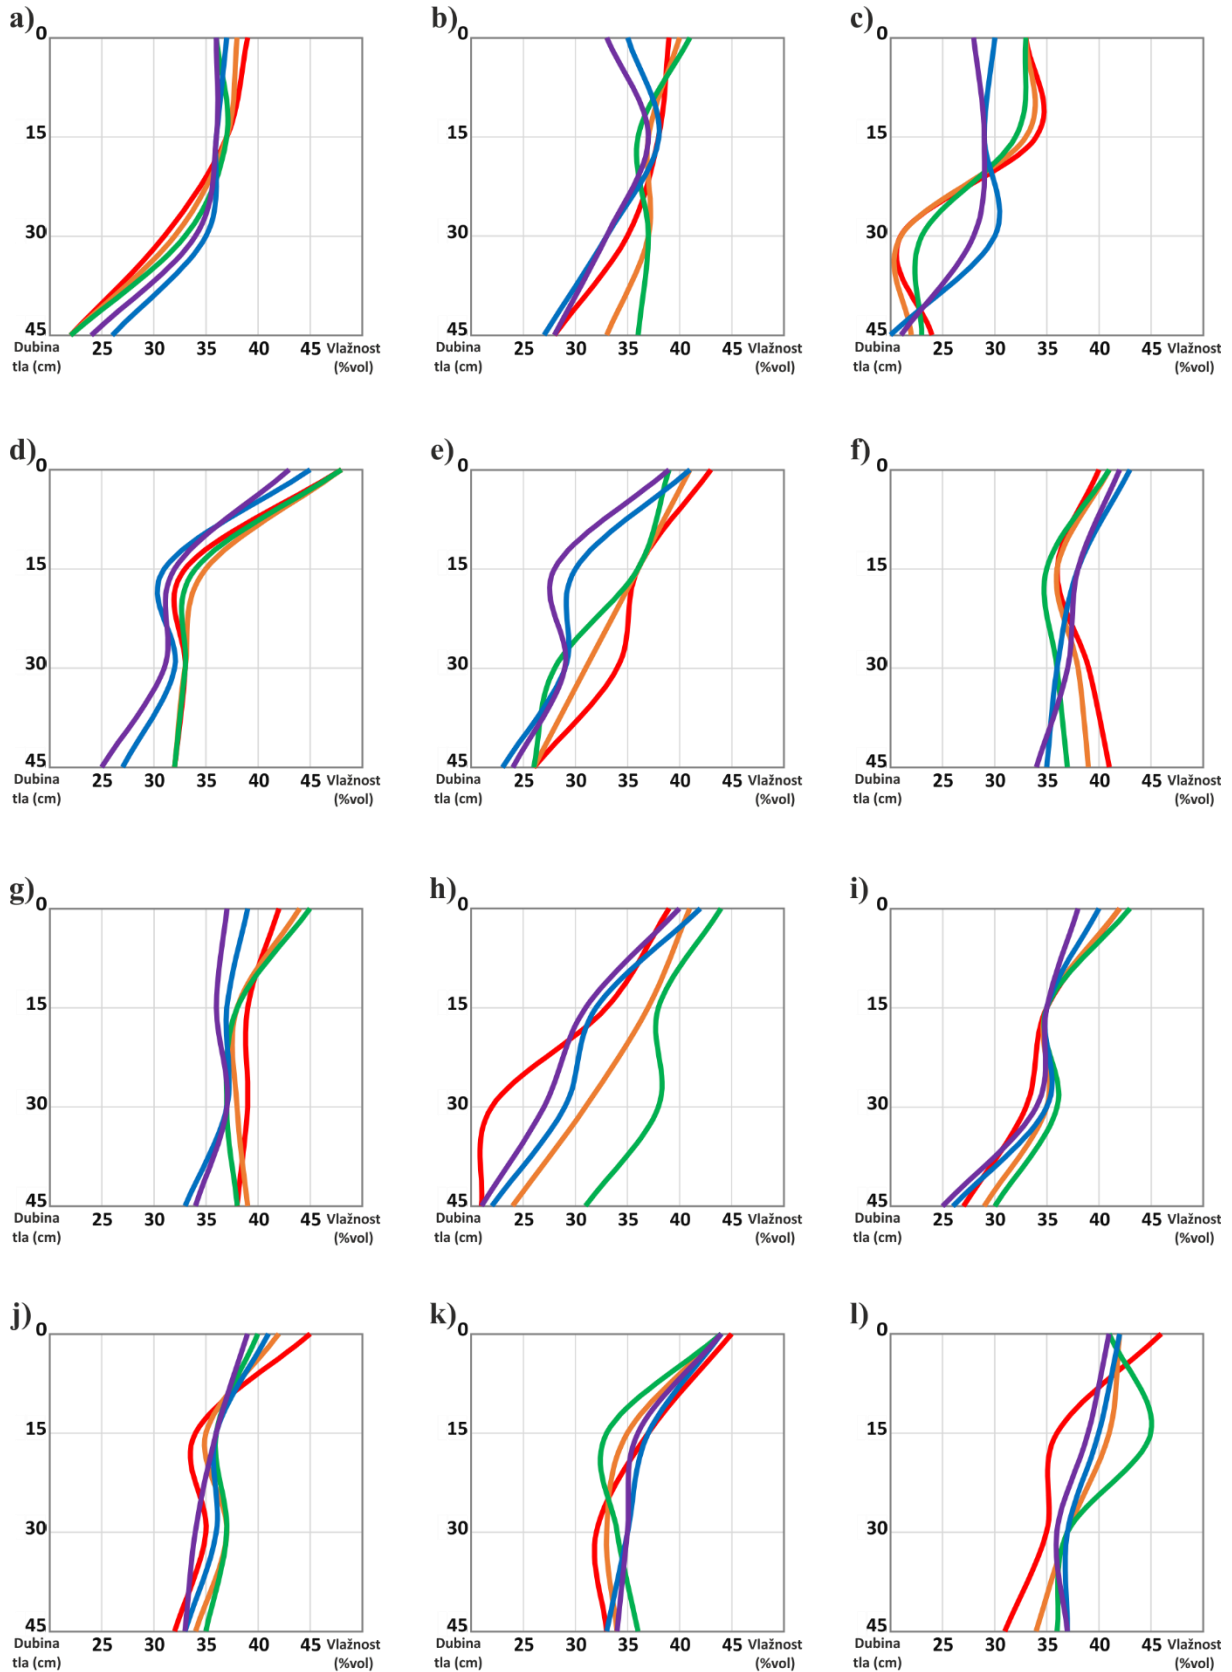 a) b) c)
0 0 0
15 15 15
30 30 30
45 45 45
Dubina 25 30 35 40 45 Vlažnost Dubina 25 30 35 40 45 Vlažnost Dubina 25 30 35 40 45 Vlažnost
tla (cm) (%vol) tla (cm) (%vol) tla (cm) (%vol)
d) e) f)
0 0 0
15 15 15
30 30 30
45 45 45
Dubina 25 30 35 40 45 Vlažnost Dubina 25 30 35 40 45 Vlažnost Dubina 25 30 35 40 45 Vlažnost
tla (cm) (%vol) tla (cm) (%vol) tla (cm) (%vol)
g) h) i)
0 0 0
15 15 15
30 30 30
45 45 45
Dubina 25 30 35 40 45 Vlažnost Dubina 25 30 35 40 45 Vlažnost Dubina 25 30 35 40 45 Vlažnost
tla (cm) (%vol) tla (cm) (%vol) tla (cm) (%vol)
j) k) l)
0 0 0
15 15 15
30 30 30
45 45 45
Dubina 25 30 35 40 45 Vlažnost Dubina 25 30 35 40 45 Vlažnost Dubina 25 30 35 40 45 Vlažnost
tla (cm) (%vol) tla (cm) (%vol) tla (cm) (%vol)